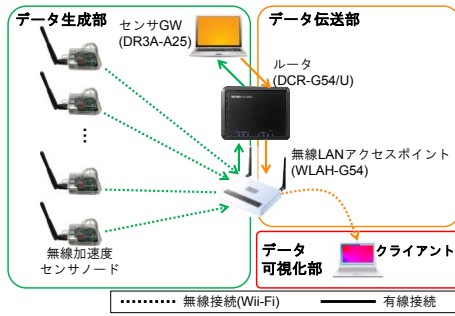 データ生成部
センサGW
(DR3A-A25)
データ伝送部
ルータ
(DCR-G54/U)
⋮
無線LANアクセスポイント
(WLAH-G54)
無線加速度
センサノード
データ
可視化部
クライアント
無線接続(Wii-Fi)
有線接続